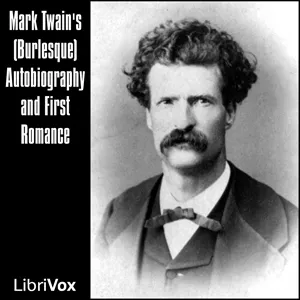 Mark Twain's
(Burlesque)
Autobiography
and First
Romance
LibriVox